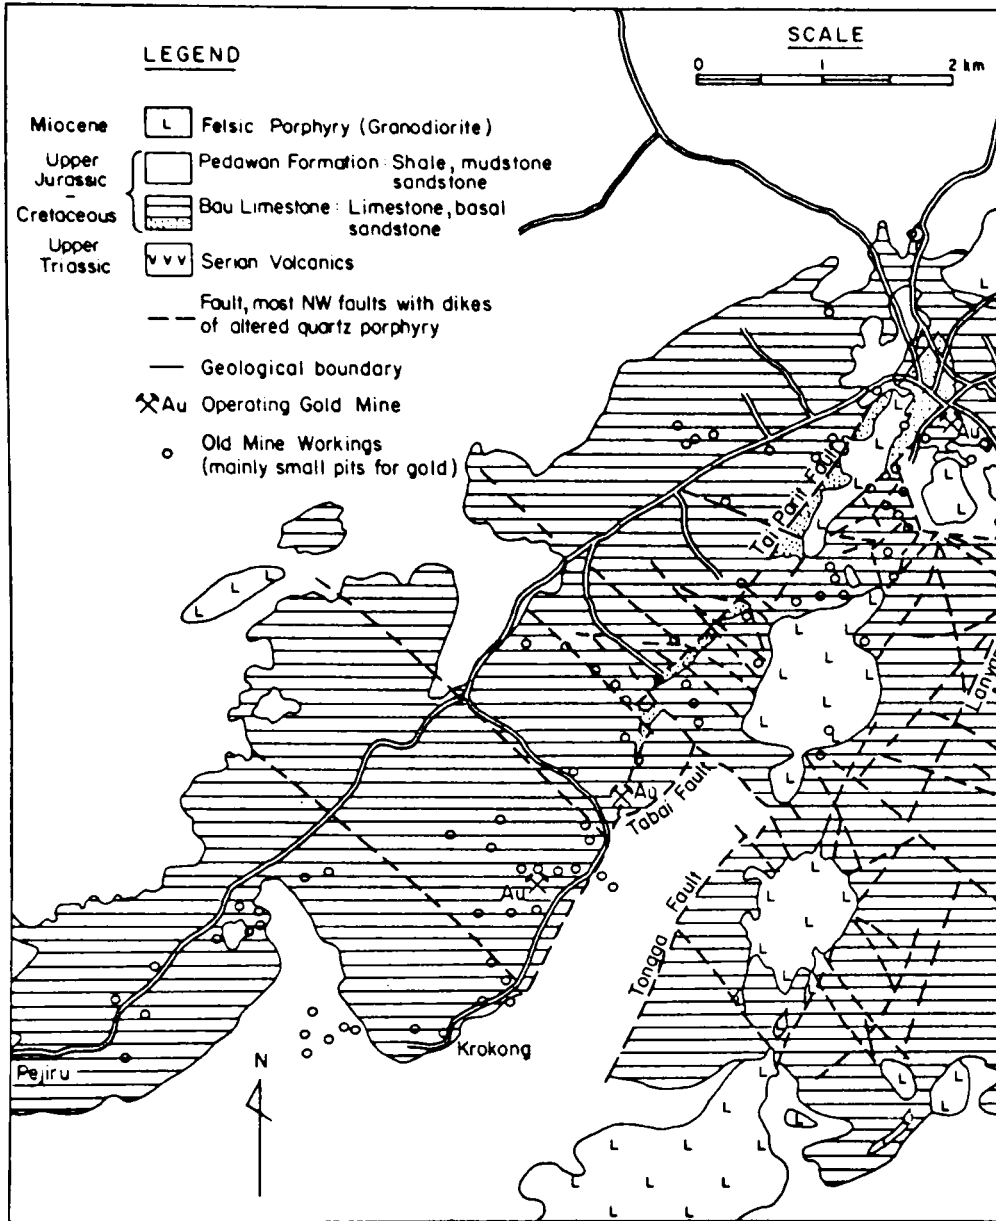 LEGEND
SCALE
0 1 2 km
Miocene
L Felsic Porphyry (Granodiorite)
Upper
Jurassic
-
Cretaceous
Pedawan Formation: Shale, mudstone
sandstone
Bau Limestone: Limestone, basal
sandstone
Upper
Triassic
v v v Serian Volcanics
Fault, most NW faults with dikes
of altered quartz porphyry
Geological boundary
Au Operating Gold Mine
Old Mine Workings
(mainly small pits for gold)
Au
Tai Parit Fault
Au
Tabai Fault
Au
Tongga Fault
Krokong
Pejiru
N